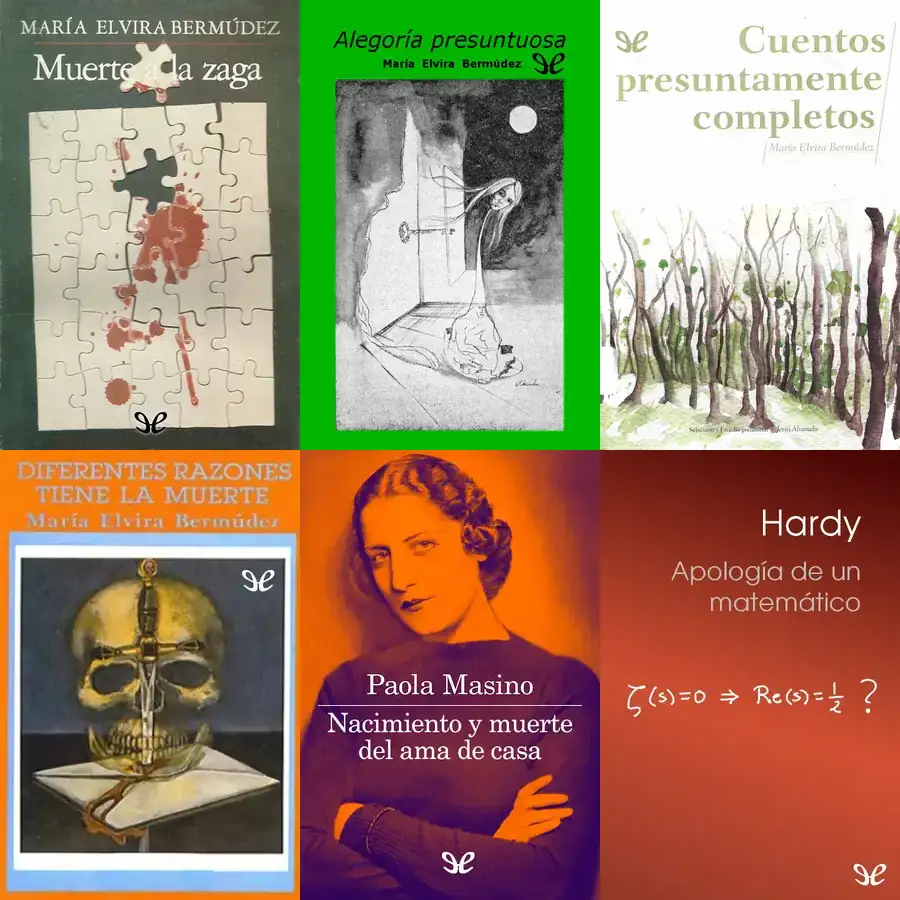 MARÍA ELVIRA BERMÚDEZ
Muerte a la zaga
Alegoría presuntuosa
María Elvira Bermúdez
Cuentos
presuntamente
completos
María Elvira Bermúdez
DIFERENTES RAZONES
TIENE LA MUERTE
María Elvira Bermúdez
Paola Masino
Nacimiento y muerte
del ama de casa
Hardy
Apología de un
matemático
ζ(s)=0 ⇒ Re(s)=½ ?